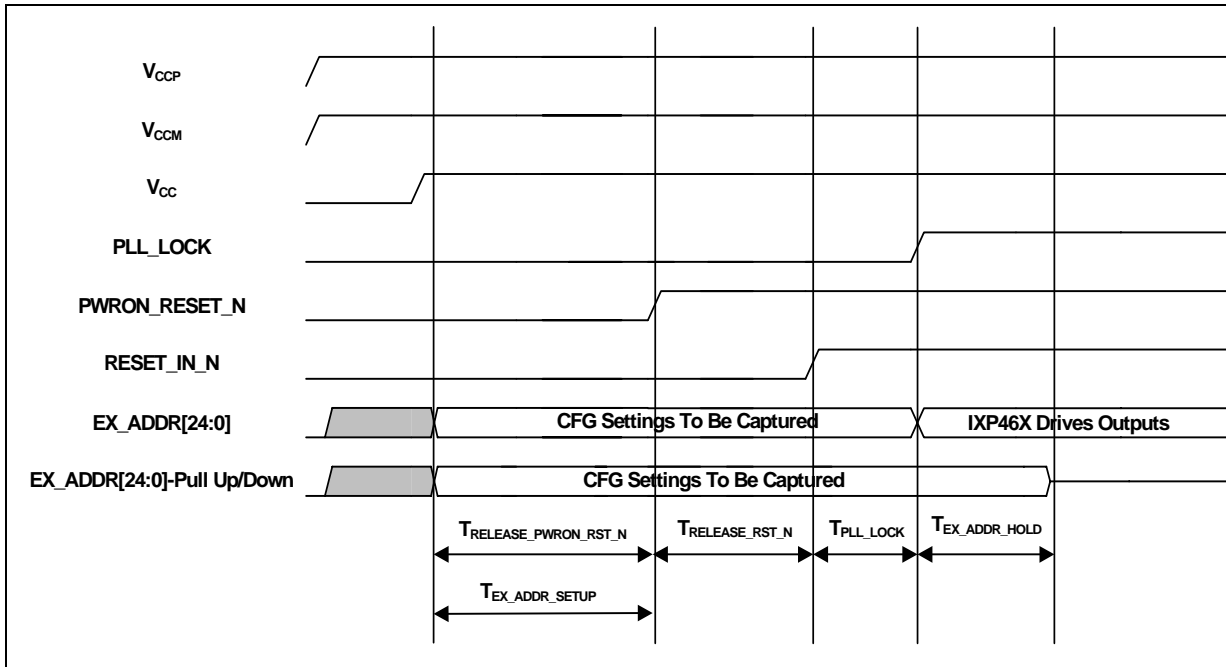 VCCP
VCCM
VCC
PLL_LOCK
PWRON_RESET_N
RESET_IN_N
EX_ADDR[24:0] CFG Settings To Be Captured IXP46X Drives Outputs
EX_ADDR[24:0]-Pull Up/Down CFG Settings To Be Captured
TRELEASE_PWRON_RST_N TRELEASE_RST_N TPLL_LOCK TEX_ADDR_HOLD
TEX_ADDR_SETUP